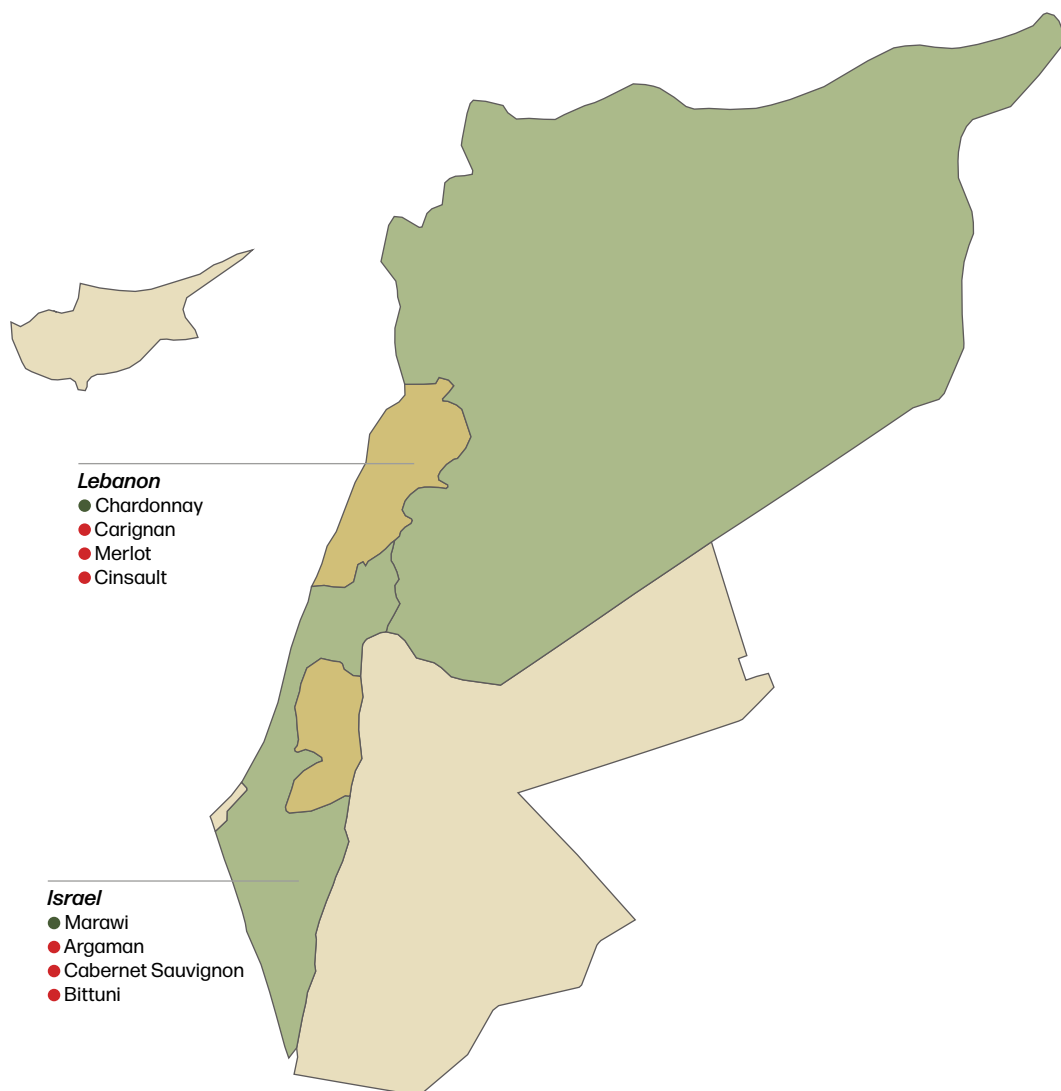 Lebanon
Chardonnay
Carignan
Merlot
Cinsault
Israel
Marawi
Argaman
Cabernet Sauvignon
Bittuni